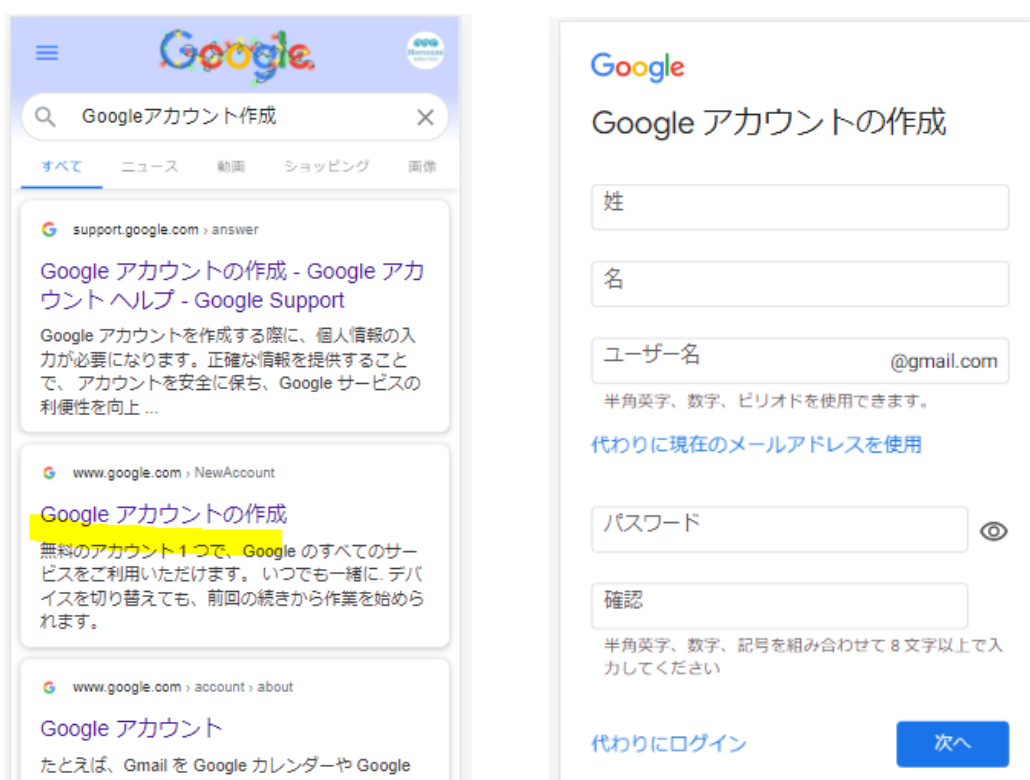 Google
Googleアカウント作成
すべて ニュース 動画 ショッピング 画像
support.google.com › answer
Google アカウントの作成 - Google アカ
ウント ヘルプ - Google Support
Google アカウントを作成する際に、個人情報の入
力が必要になります。正確な情報を提供すること
で、 アカウントを安全に保ち、Google サービスの
利便性を向上 ...
www.google.com › NewAccount
Google アカウントの作成
無料のアカウント 1 つで、Google のすべてのサー
ビスをご利用いただけます。 いつでも一緒に. デバ
イスを切り替えても、前回の続きから作業を始めら
れます。
www.google.com › account › about
Google アカウント
たとえば、Gmail を Google カレンダーや Google
Google
Google アカウントの作成
姓
名
ユーザー名 @gmail.com
半角英字、数字、ピリオドを使用できます。
代わりに現在のメールアドレスを使用
パスワード
確認
半角英字、数字、記号を組み合わせて 8 文字以上で入
力してください
代わりにログイン 次へ